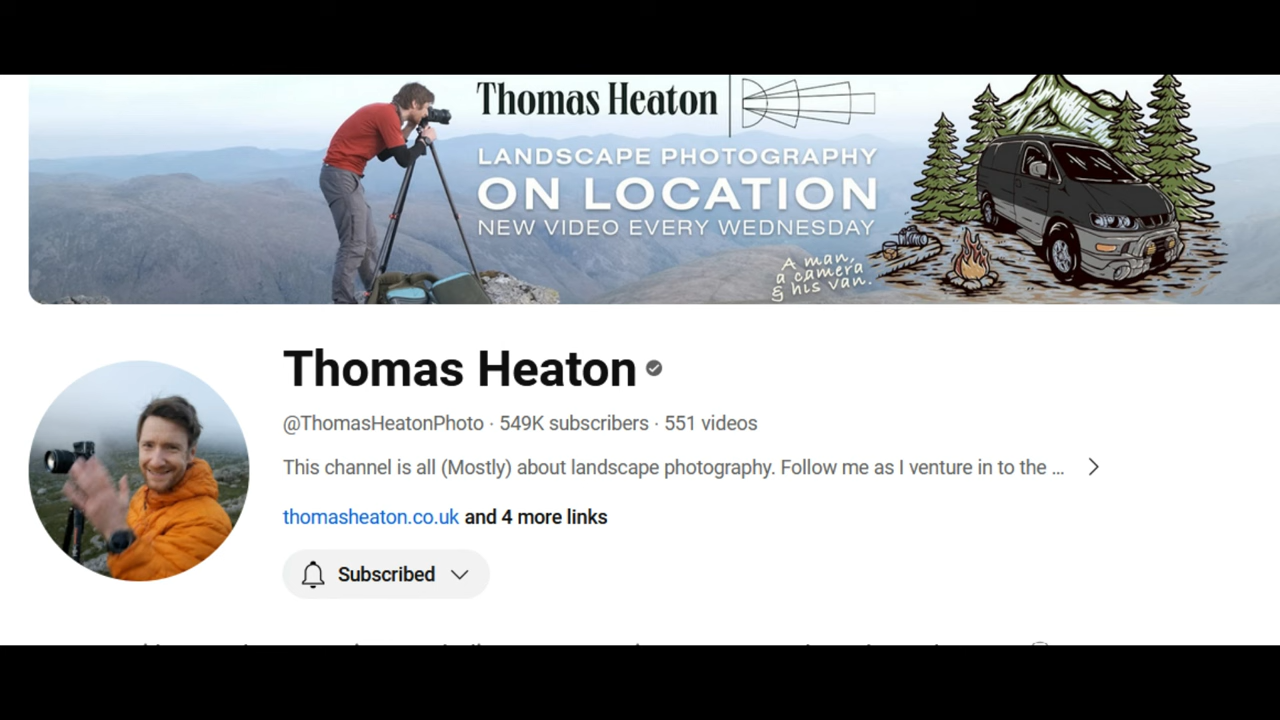 Thomas Heaton
LANDSCAPE PHOTOGRAPHY
ON LOCATION
NEW VIDEO EVERY WEDNESDAY
A man,
a camera
& his van.
Thomas Heaton
@ThomasHeatonPhoto · 549K subscribers · 551 videos
This channel is all (Mostly) about landscape photography. Follow me as I venture in to the ...
thomasheaton.co.uk and 4 more links
Subscribed